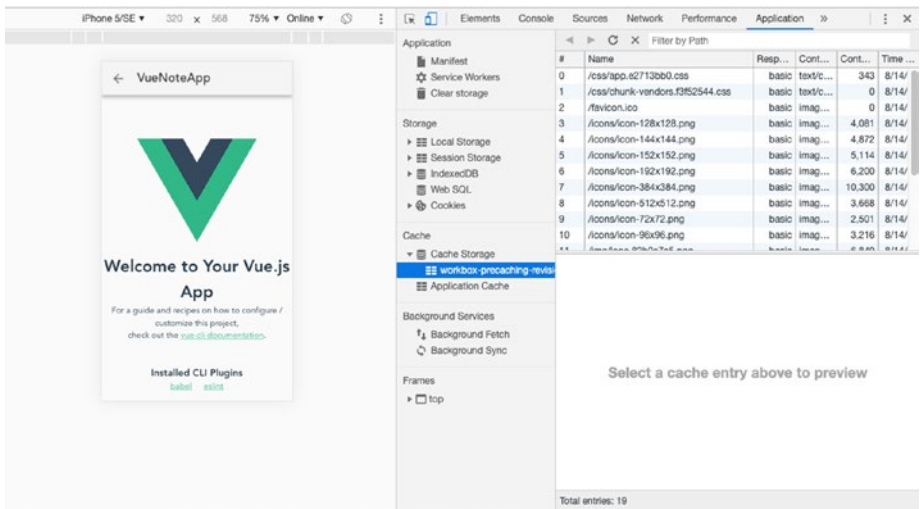 iPhone 5/SE ▼ 320 x 568 75% ▼ Online ▼
Elements Console Sources Network Performance Application »
← VueNoteApp
Welcome to Your Vue.js
App
For a guide and recipes on how to configure /
customize this project,
check out the vue-cli documentation.
Installed CLI Plugins
babel eslint
Application
Manifest
Service Workers
Clear storage
Storage
Local Storage
Session Storage
IndexedDB
Web SQL
Cookies
Cache
Cache Storage
workbox-precaching-revisi
Application Cache
Background Services
Background Fetch
Background Sync
Frames
top
Filter by Path
# Name Resp... Cont... Cont... Time ...
0 /css/app.e2713bb0.css basic text/c... 343 8/14/
1 /css/chunk-vendors.f3f52544.css basic text/c... 0 8/14/
2 /favicon.ico basic imag... 0 8/14/
3 /icons/icon-128x128.png basic imag... 4,081 8/14/
4 /icons/icon-144x144.png basic imag... 4,872 8/14/
5 /icons/icon-152x152.png basic imag... 5,114 8/14/
6 /icons/icon-192x192.png basic imag... 6,200 8/14/
7 /icons/icon-384x384.png basic imag... 10,300 8/14/
8 /icons/icon-512x512.png basic imag... 3,668 8/14/
9 /icons/icon-72x72.png basic imag... 2,501 8/14/
10 /icons/icon-96x96.png basic imag... 3,216 8/14/
Select a cache entry above to preview
Total entries: 19